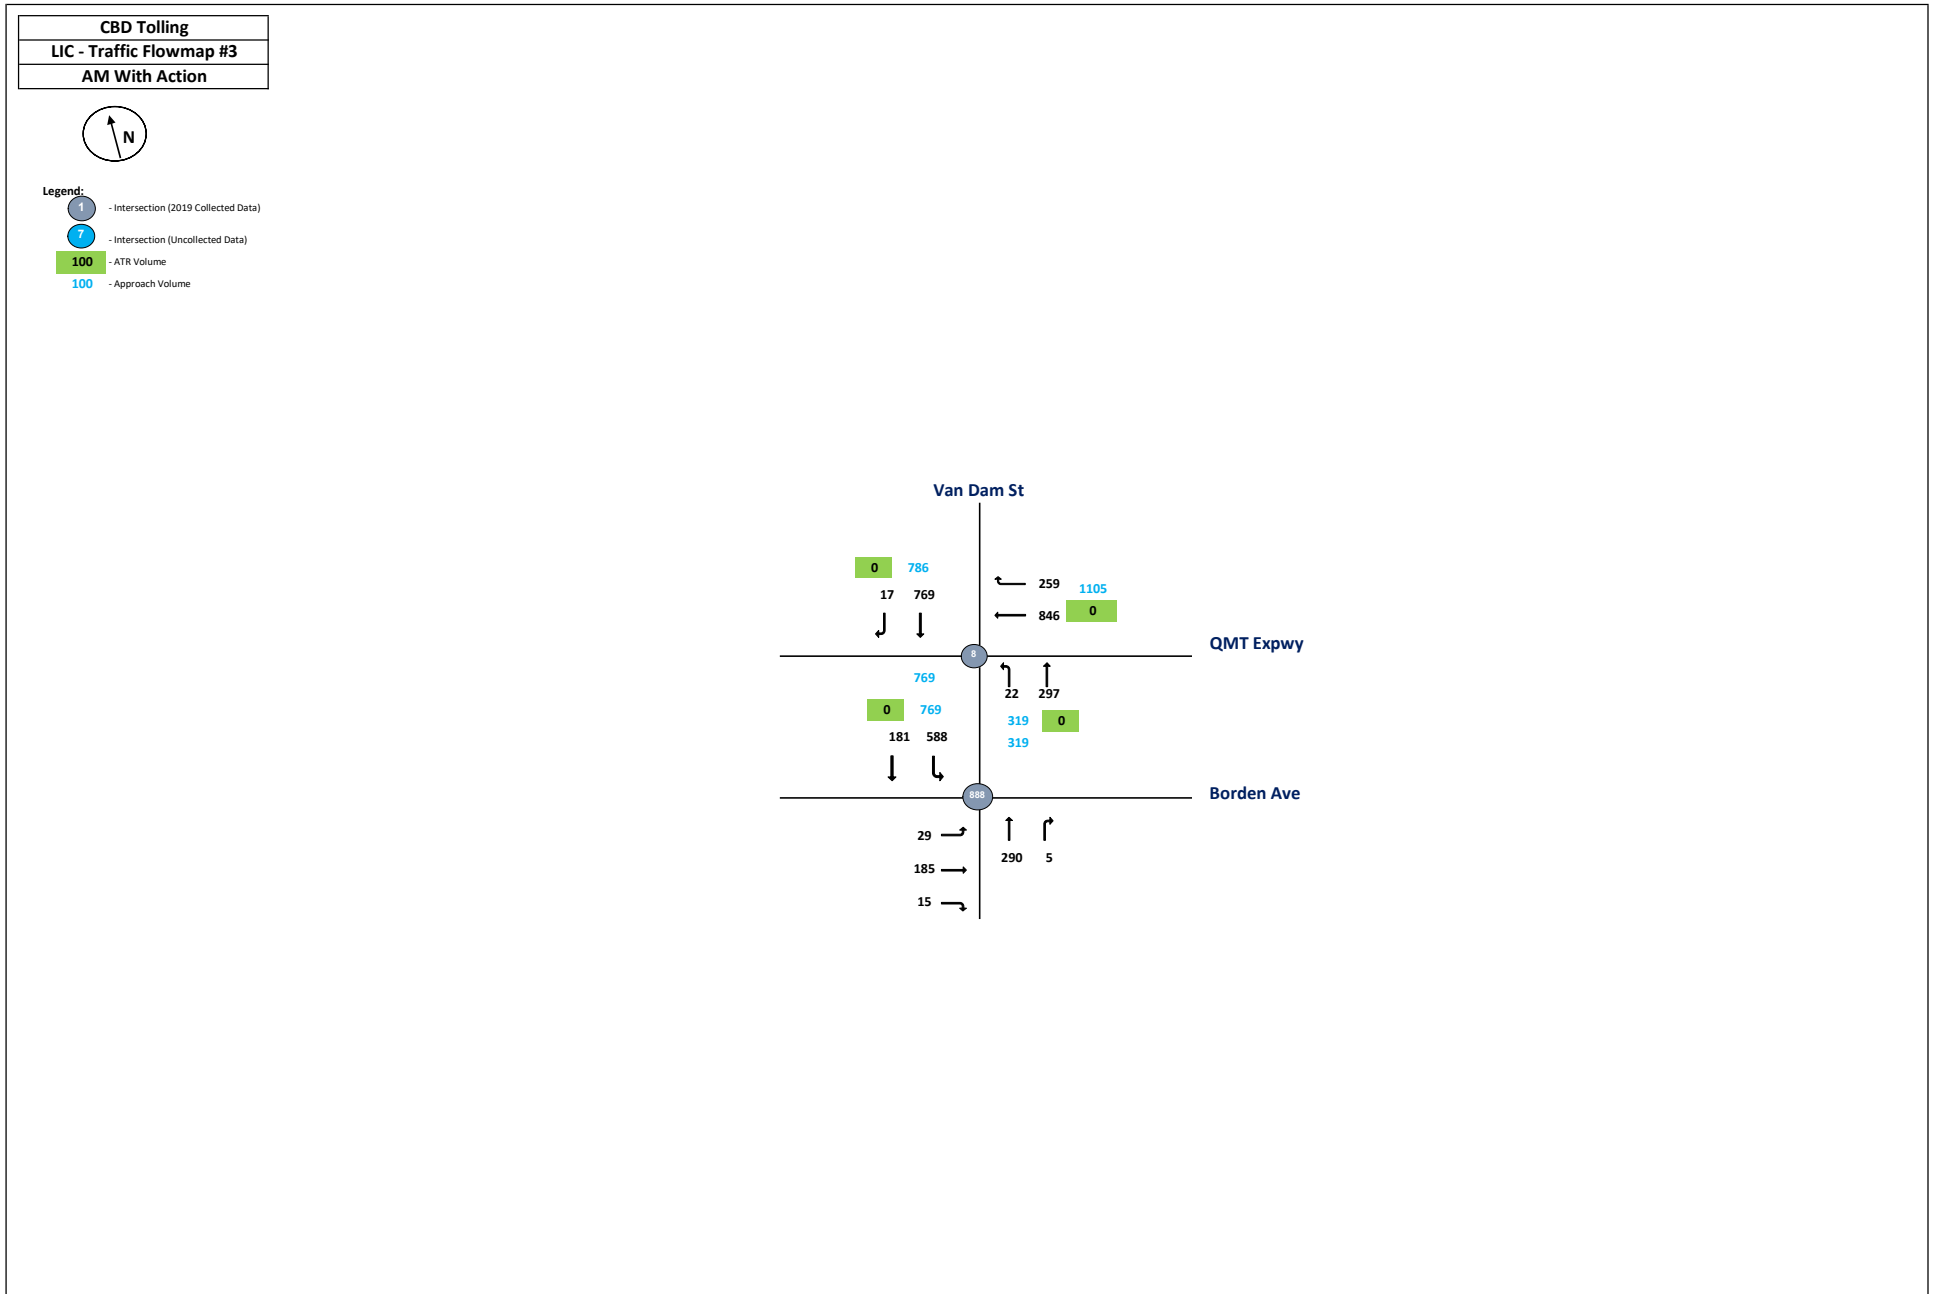 CBD Tolling
LIC - Traffic Flowmap #3
AM With Action
N
Legend:
1 - Intersection (2019 Collected Data)
7 - Intersection (Uncollected Data)
100 - ATR Volume
100 - Approach Volume
Van Dam St
0 786
17 769
259 1105
846 0
QMT Expwy
8
769
22 297
0 769
319 0
181 588
319
888
Borden Ave
29
290 5
185
15